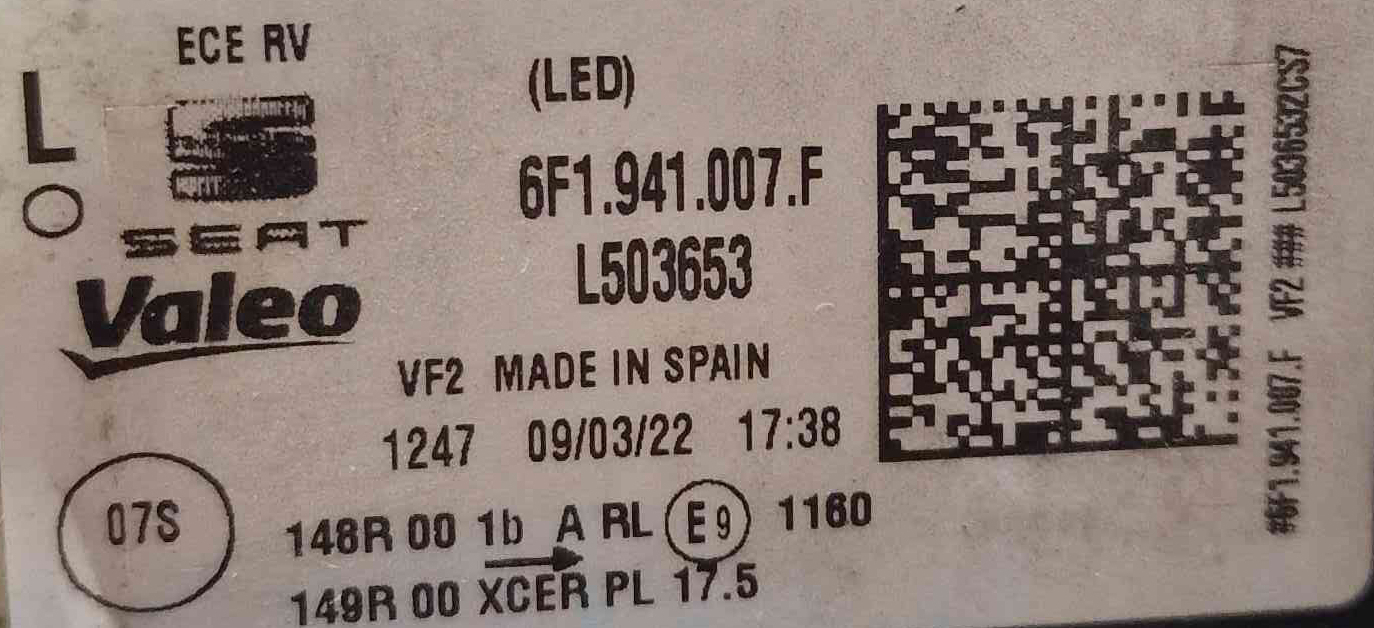 ECE RV
L
O
SEAT
Valeo
(LED)
6F1.941.007.F
L503653
VF2 MADE IN SPAIN
1247 09/03/22 17:38
07S
148R 00 1b A RL E9 1160
149R 00 XCER PL 17.5
#6F1.941.007.F VF2 ### L5036532CS7